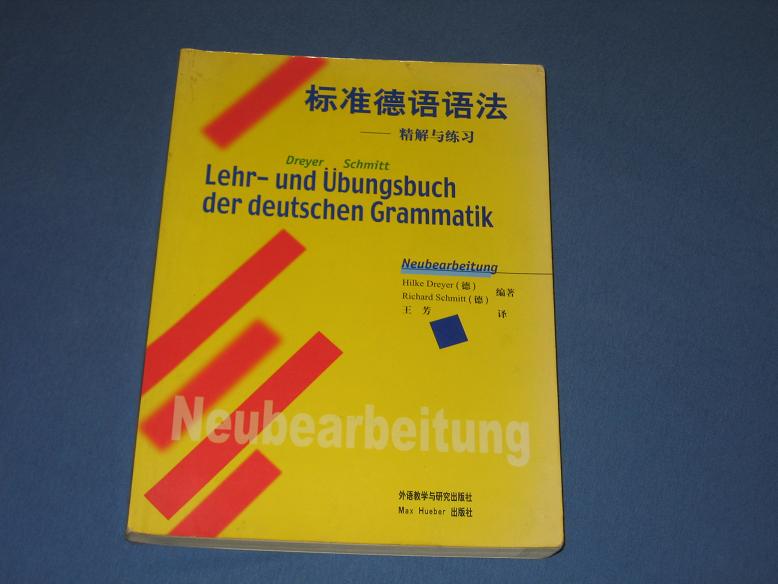 标准德语语法
—— 精解与练习
Dreyer Schmitt
Lehr- und Übungsbuch
der deutschen Grammatik
Neubearbeitung
Hilke Dreyer (德)
Richard Schmitt (德) 编著
王 芳 译
Neubearbeitung
外语教学与研究出版社
Max Hueber 出版社